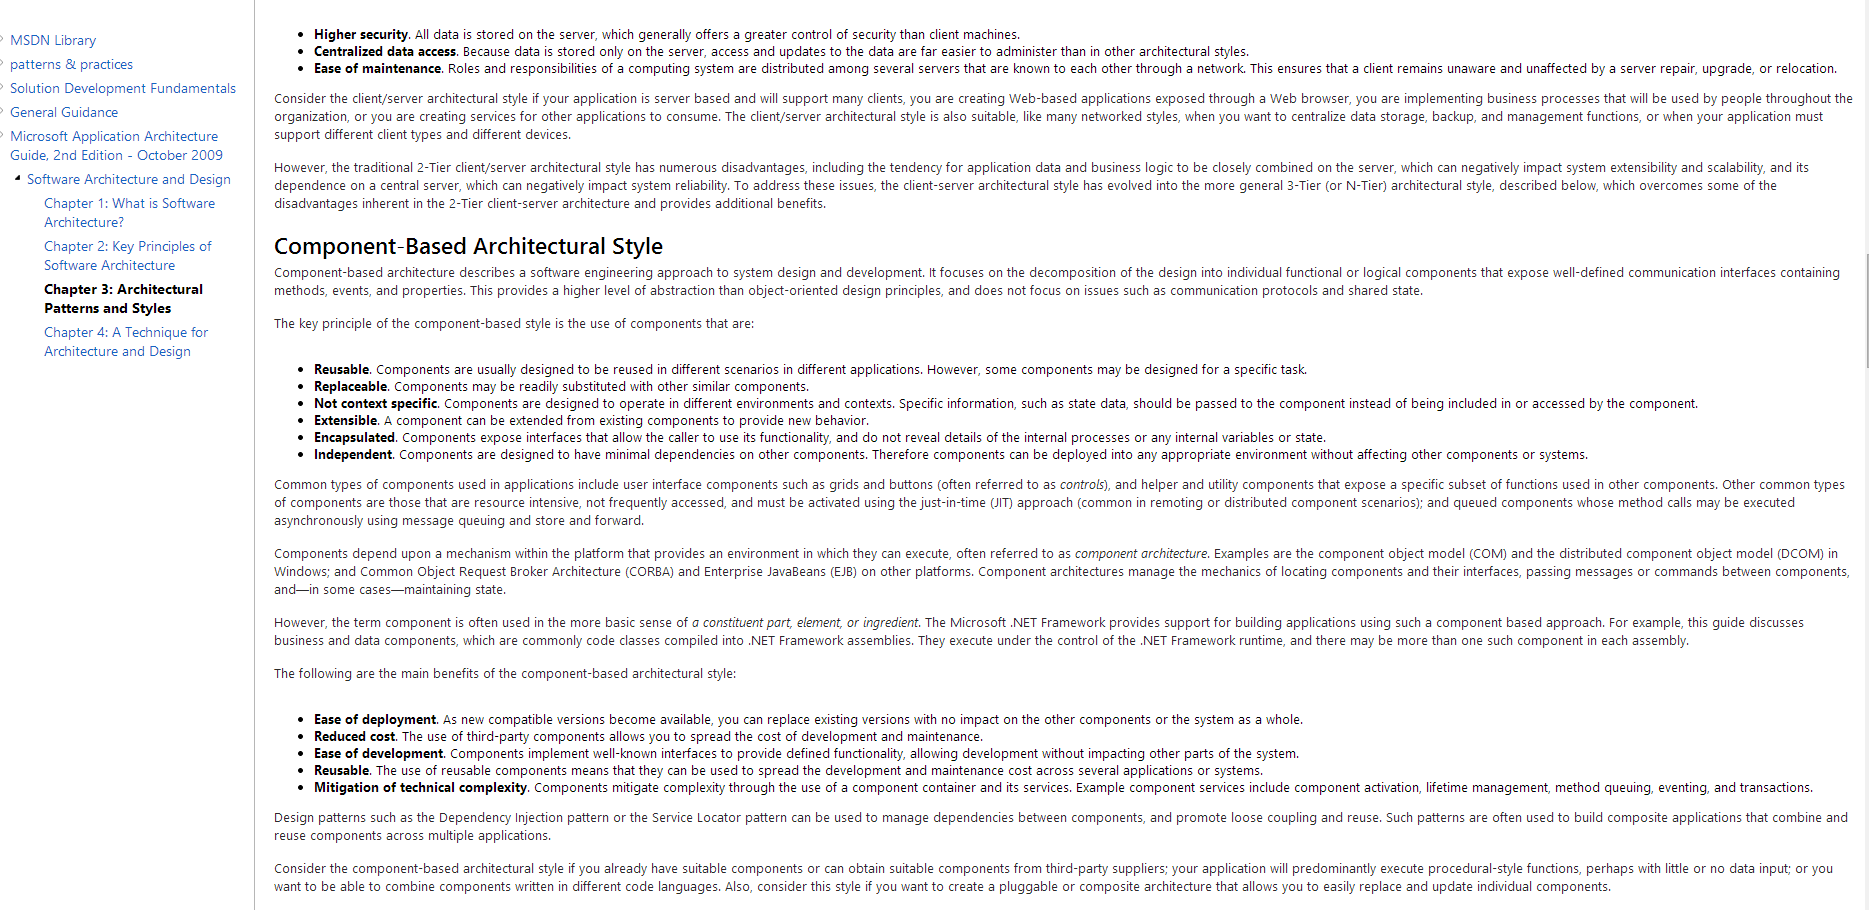 MSDN Library
patterns & practices
Solution Development Fundamentals
General Guidance
Microsoft Application Architecture
Guide, 2nd Edition - October 2009
Software Architecture and Design
Chapter 1: What is Software
Architecture?
Chapter 2: Key Principles of
Software Architecture
Chapter 3: Architectural
Patterns and Styles
Chapter 4: A Technique for
Architecture and Design
• Higher security. All data is stored on the server, which generally offers a greater control of security than client machines.
• Centralized data access. Because data is stored only on the server, access and updates to the data are far easier to administer than in other architectural styles.
• Ease of maintenance. Roles and responsibilities of a computing system are distributed among several servers that are known to each other through a network. This ensures that a client remains unaware and unaffected by a server repair, upgrade, or relocation.
Consider the client/server architectural style if your application is server based and will support many clients, you are creating Web-based applications exposed through a Web browser, you are implementing business processes that will be used by people throughout the
organization, or you are creating services for other applications to consume. The client/server architectural style is also suitable, like many networked styles, when you want to centralize data storage, backup, and management functions, or when your application must
support different client types and different devices.
However, the traditional 2-Tier client/server architectural style has numerous disadvantages, including the tendency for application data and business logic to be closely combined on the server, which can negatively impact system extensibility and scalability, and its
dependence on a central server, which can negatively impact system reliability. To address these issues, the client-server architectural style has evolved into the more general 3-Tier (or N-Tier) architectural style, described below, which overcomes some of the
disadvantages inherent in the 2-Tier client-server architecture and provides additional benefits.
Component-Based Architectural Style
Component-based architecture describes a software engineering approach to system design and development. It focuses on the decomposition of the design into individual functional or logical components that expose well-defined communication interfaces containing
methods, events, and properties. This provides a higher level of abstraction than object-oriented design principles, and does not focus on issues such as communication protocols and shared state.
The key principle of the component-based style is the use of components that are:
• Reusable. Components are usually designed to be reused in different scenarios in different applications. However, some components may be designed for a specific task.
• Replaceable. Components may be readily substituted with other similar components.
• Not context specific. Components are designed to operate in different environments and contexts. Specific information, such as state data, should be passed to the component instead of being included in or accessed by the component.
• Extensible. A component can be extended from existing components to provide new behavior.
• Encapsulated. Components expose interfaces that allow the caller to use its functionality, and do not reveal details of the internal processes or any internal variables or state.
• Independent. Components are designed to have minimal dependencies on other components. Therefore components can be deployed into any appropriate environment without affecting other components or systems.
Common types of components used in applications include user interface components such as grids and buttons (often referred to as controls), and helper and utility components that expose a specific subset of functions used in other components. Other common types
of components are those that are resource intensive, not frequently accessed, and must be activated using the just-in-time (JIT) approach (common in remoting or distributed component scenarios); and queued components whose method calls may be executed
asynchronously using message queuing and store and forward.
Components depend upon a mechanism within the platform that provides an environment in which they can execute, often referred to as component architecture. Examples are the component object model (COM) and the distributed component object model (DCOM) in
Windows; and Common Object Request Broker Architecture (CORBA) and Enterprise JavaBeans (EJB) on other platforms. Component architectures manage the mechanics of locating components and their interfaces, passing messages or commands between components,
and—in some cases—maintaining state.
However, the term component is often used in the more basic sense of a constituent part, element, or ingredient. The Microsoft .NET Framework provides support for building applications using such a component based approach. For example, this guide discusses
business and data components, which are commonly code classes compiled into .NET Framework assemblies. They execute under the control of the .NET Framework runtime, and there may be more than one such component in each assembly.
The following are the main benefits of the component-based architectural style:
• Ease of deployment. As new compatible versions become available, you can replace existing versions with no impact on the other components or the system as a whole.
• Reduced cost. The use of third-party components allows you to spread the cost of development and maintenance.
• Ease of development. Components implement well-known interfaces to provide defined functionality, allowing development without impacting other parts of the system.
• Reusable. The use of reusable components means that they can be used to spread the development and maintenance cost across several applications or systems.
• Mitigation of technical complexity. Components mitigate complexity through the use of a component container and its services. Example component services include component activation, lifetime management, method queuing, eventing, and transactions.
Design patterns such as the Dependency Injection pattern or the Service Locator pattern can be used to manage dependencies between components, and promote loose coupling and reuse. Such patterns are often used to build composite applications that combine and
reuse components across multiple applications.
Consider the component-based architectural style if you already have suitable components or can obtain suitable components from third-party suppliers; your application will predominantly execute procedural-style functions, perhaps with little or no data input; or you
want to be able to combine components written in different code languages. Also, consider this style if you want to create a pluggable or composite architecture that allows you to easily replace and update individual components.